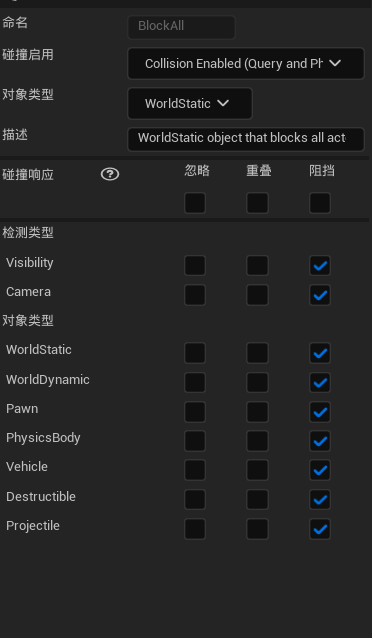 命名 BlockAll
碰撞启用 Collision Enabled (Query and Ph
对象类型 WorldStatic
描述 WorldStatic object that blocks all act
碰撞响应 ? 忽略 重叠 阻挡
检测类型
Visibility
Camera
对象类型
WorldStatic
WorldDynamic
Pawn
PhysicsBody
Vehicle
Destructible
Projectile